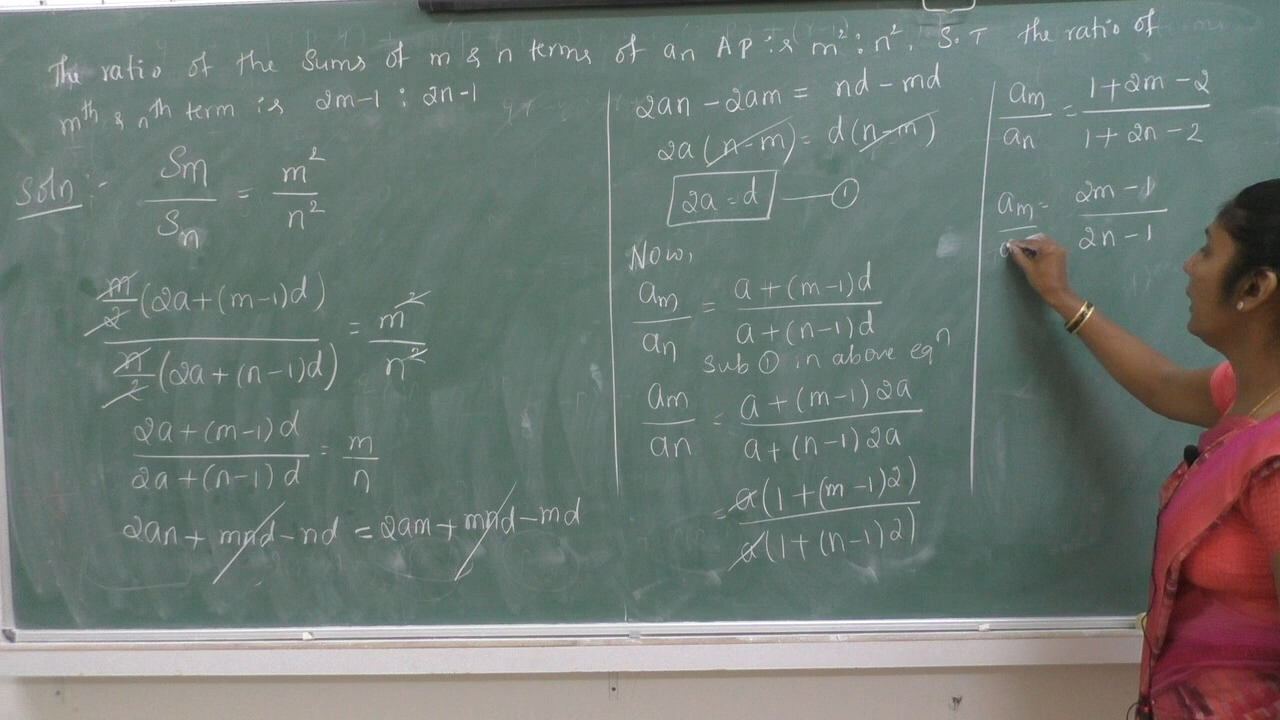 The ratio of the sums of m & n terms of an AP is m² : n². S.T the ratio of
mth & nth term is 2m-1 : 2n-1
Soln :- Sm/Sn = m²/n²
m/2 (2a+(m-1)d) / n/2 (2a+(n-1)d) = m²/n²
2a+(m-1)d / 2a+(n-1)d = m/n
2an + mnd - nd = 2am + mnd - md
2an - 2am = nd - md
2a(n-m) = d(n-m)
2a = d — ①
Now,
am/an = a+(m-1)d / a+(n-1)d
sub ① in above eqn
am/an = a+(m-1)2a / a+(n-1)2a
= a(1+(m-1)2) / a(1+(n-1)2)
am/an = 1+2m-2 / 1+2n-2
am/a = 2m-1 / 2n-1